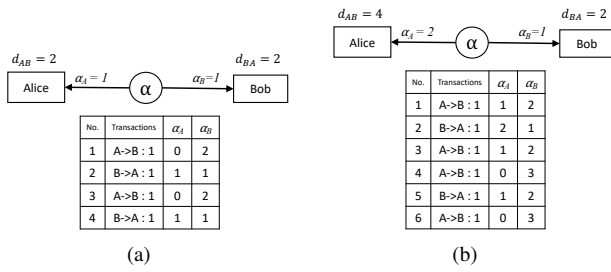 d_AB = 2
d_BA = 2
Alice
α_A = 1
α
α_B=1
Bob
No. Transactions α_A α_B
1 A->B : 1 0 2
2 B->A : 1 1 1
3 A->B : 1 0 2
4 B->A : 1 1 1
(a)
d_AB = 4
d_BA = 2
Alice
α_A = 2
α
α_B=1
Bob
No. Transactions α_A α_B
1 A->B : 1 1 2
2 B->A : 1 2 1
3 A->B : 1 1 2
4 A->B : 1 0 3
5 B->A : 1 1 2
6 A->B : 1 0 3
(b)